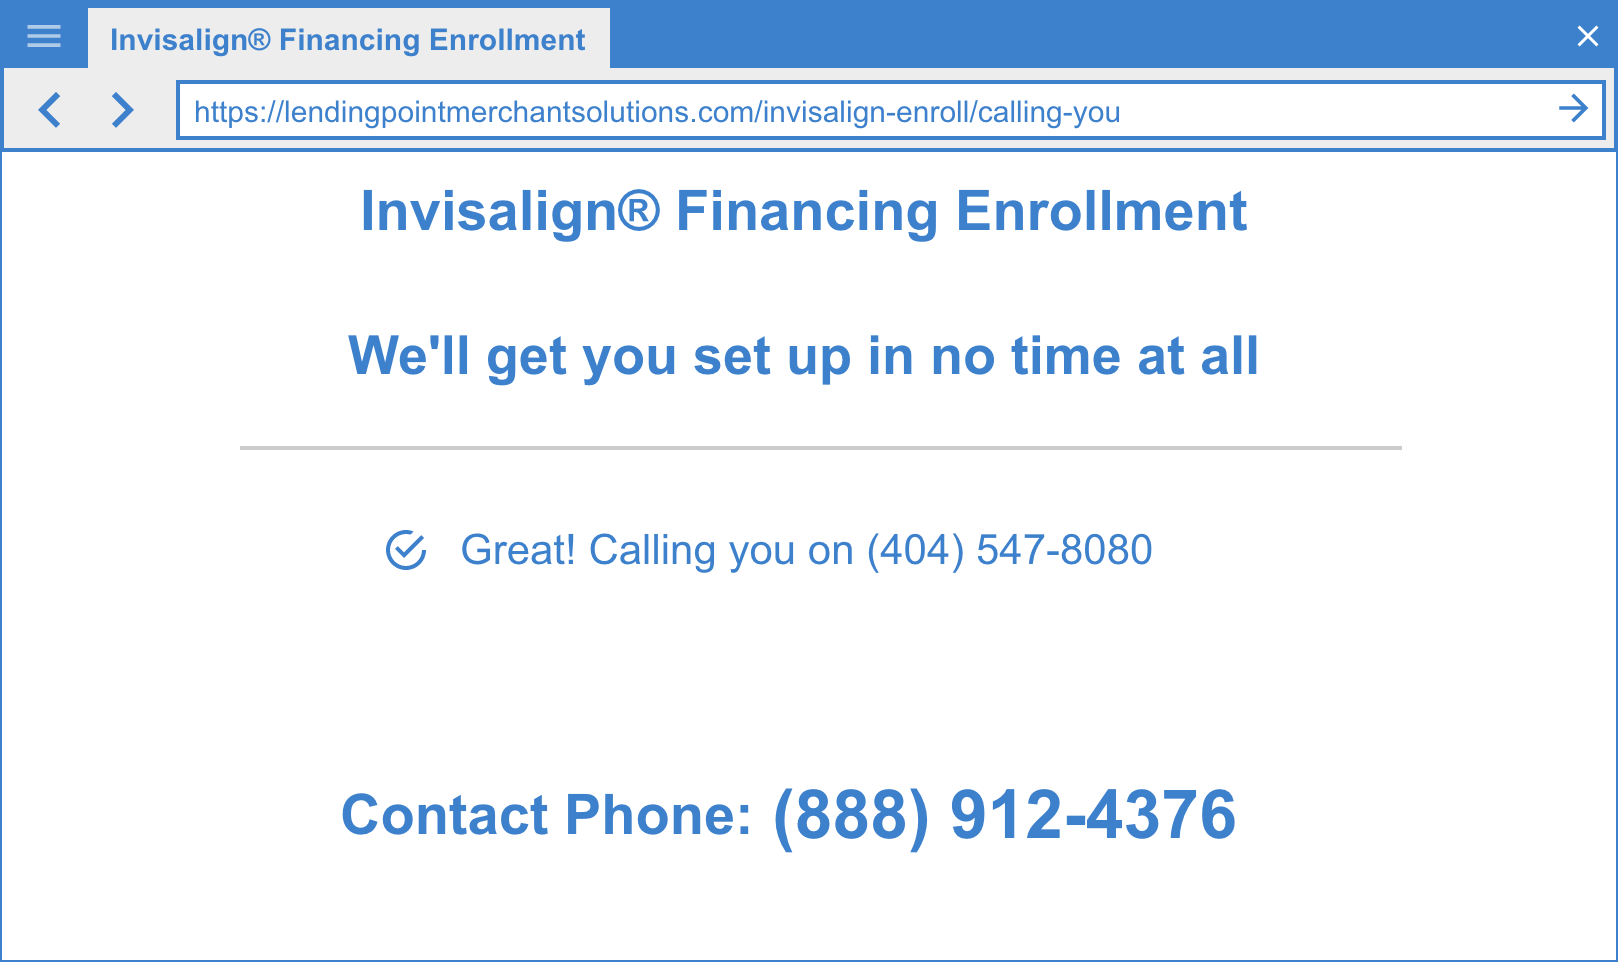 Invisalign® Financing Enrollment
https://lendingpointmerchantsolutions.com/invisalign-enroll/calling-you
Invisalign® Financing Enrollment
We'll get you set up in no time at all
Great! Calling you on (404) 547-8080
Contact Phone: (888) 912-4376